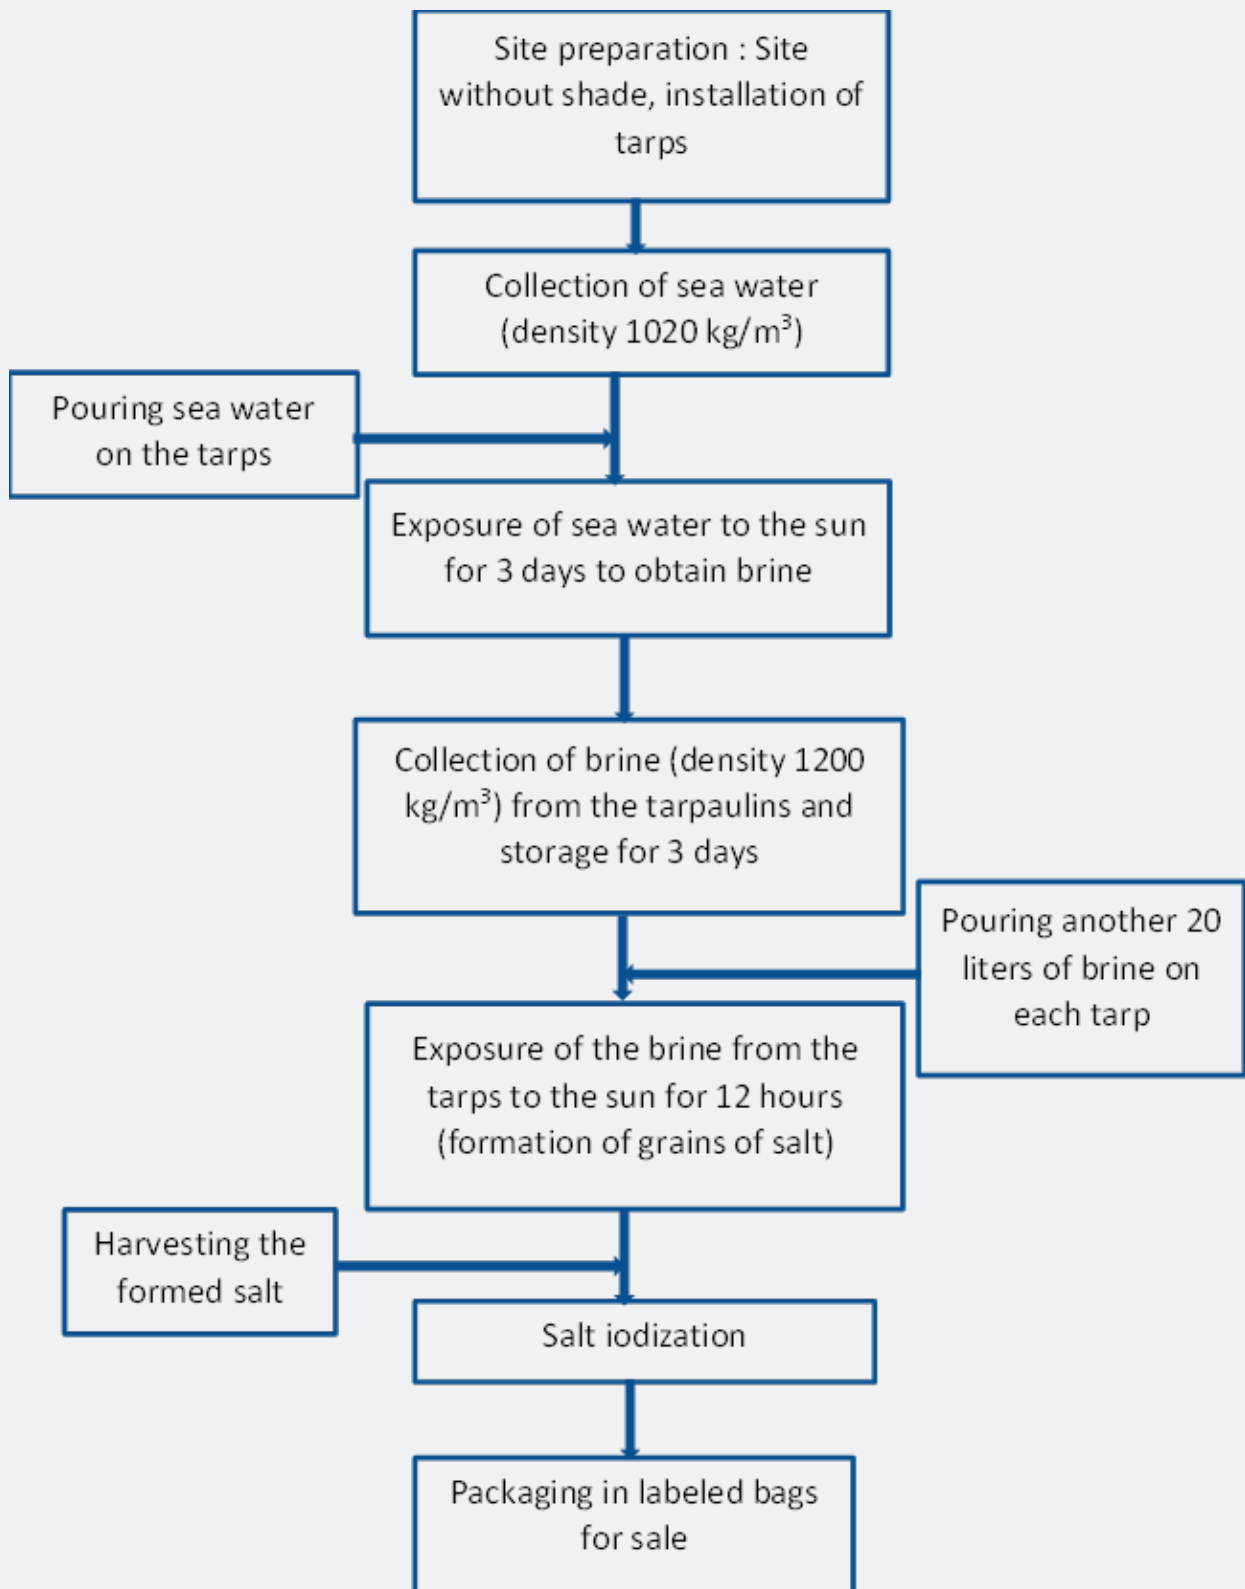 Site preparation : Site
without shade, installation of
tarps
Collection of sea water
(density 1020 kg/m³)
Pouring sea water
on the tarps
Exposure of sea water to the sun
for 3 days to obtain brine
Collection of brine (density 1200
kg/m³) from the tarpaulins and
storage for 3 days
Pouring another 20
liters of brine on
each tarp
Exposure of the brine from the
tarps to the sun for 12 hours
(formation of grains of salt)
Harvesting the
formed salt
Salt iodization
Packaging in labeled bags
for sale